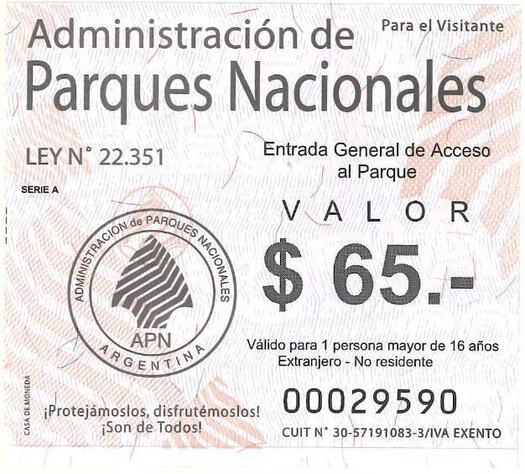 Para el Visitante
Administración de
Parques Nacionales
LEY N° 22.351
Entrada General de Acceso
al Parque
SERIE A
VALOR
$ 65.-
ADMINISTRACIÓN de PARQUES NACIONALES
APN
ARGENTINA
Válido para 1 persona mayor de 16 años
Extranjero - No residente
00029590
CUIT N° 30-57191083-3/IVA EXENTO
¡Protejámoslos, disfrutémoslos!
¡Son de Todos!
CASA DE MONEDA